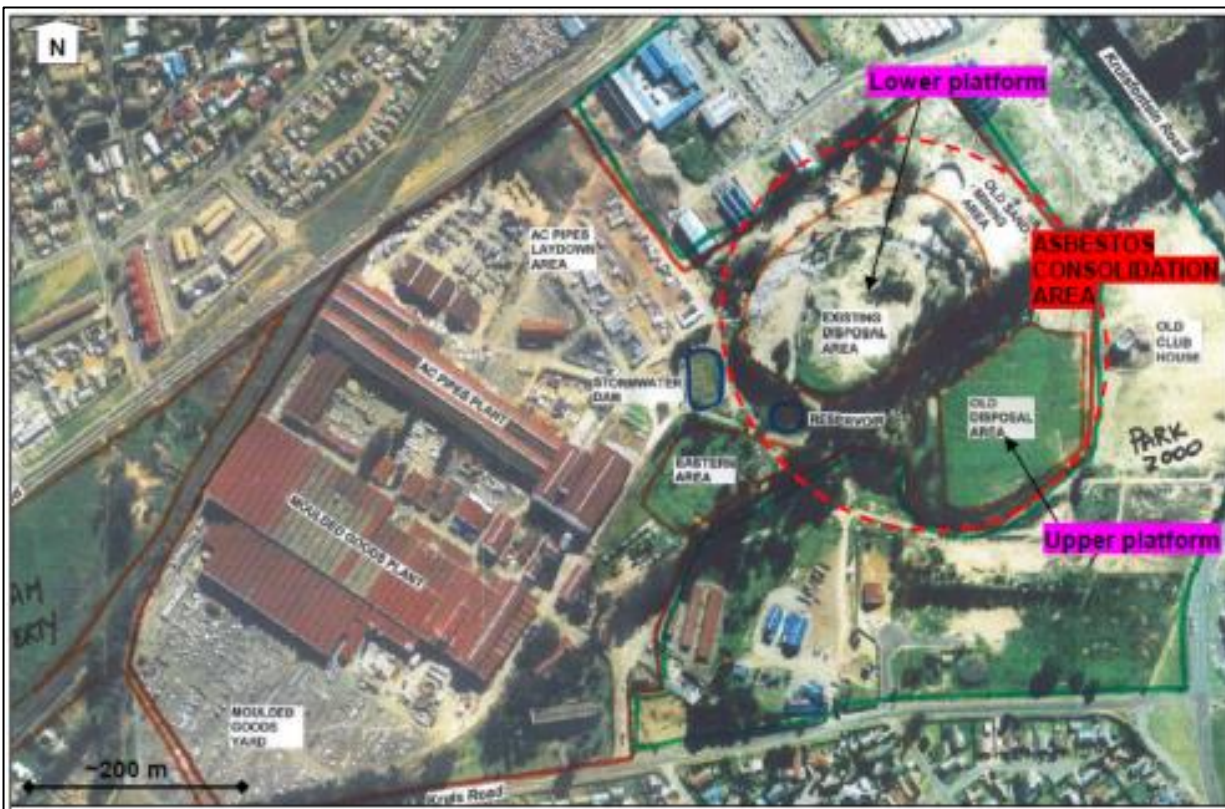 N
Lower platform
OLD SAND
MINING
AREA
ASBESTOS
CONSOLIDATION
AREA
AC PIPES
LAYDOWN
AREA
EXISTING
DISPOSAL
AREA
OLD
CLUB
HOUSE
AC PIPES PLANT
STORMWATER
DAM
RESERVOIR
OLD
DISPOSAL
AREA
PARK
2000
EASTERN
AREA
MOULDED GOODS PLANT
Upper platform
MOULDED
GOODS
YARD
~200 m
Road
Road